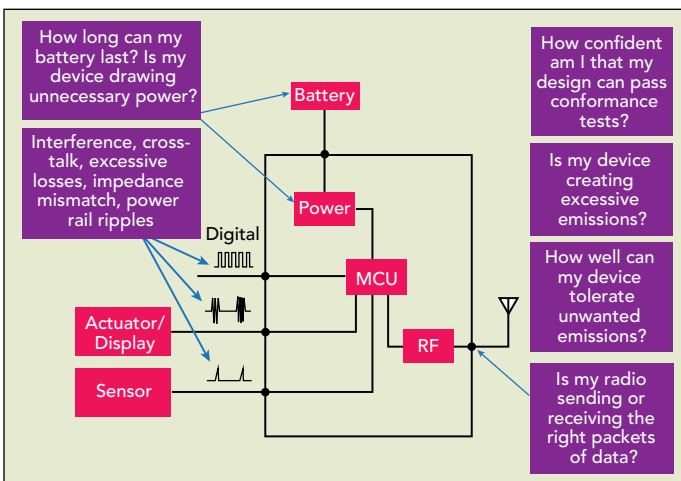 How long can my
battery last? Is my
device drawing
unnecessary power?
Interference, cross-
talk, excessive
losses, impedance
mismatch, power
rail ripples
Battery
Power
Digital
MCU
Actuator/
Display
RF
Sensor
How confident
am I that my
design can pass
conformance
tests?
Is my device
creating
excessive
emissions?
How well can
my device
tolerate
unwanted
emissions?
Is my radio
sending or
receiving the
right packets
of data?